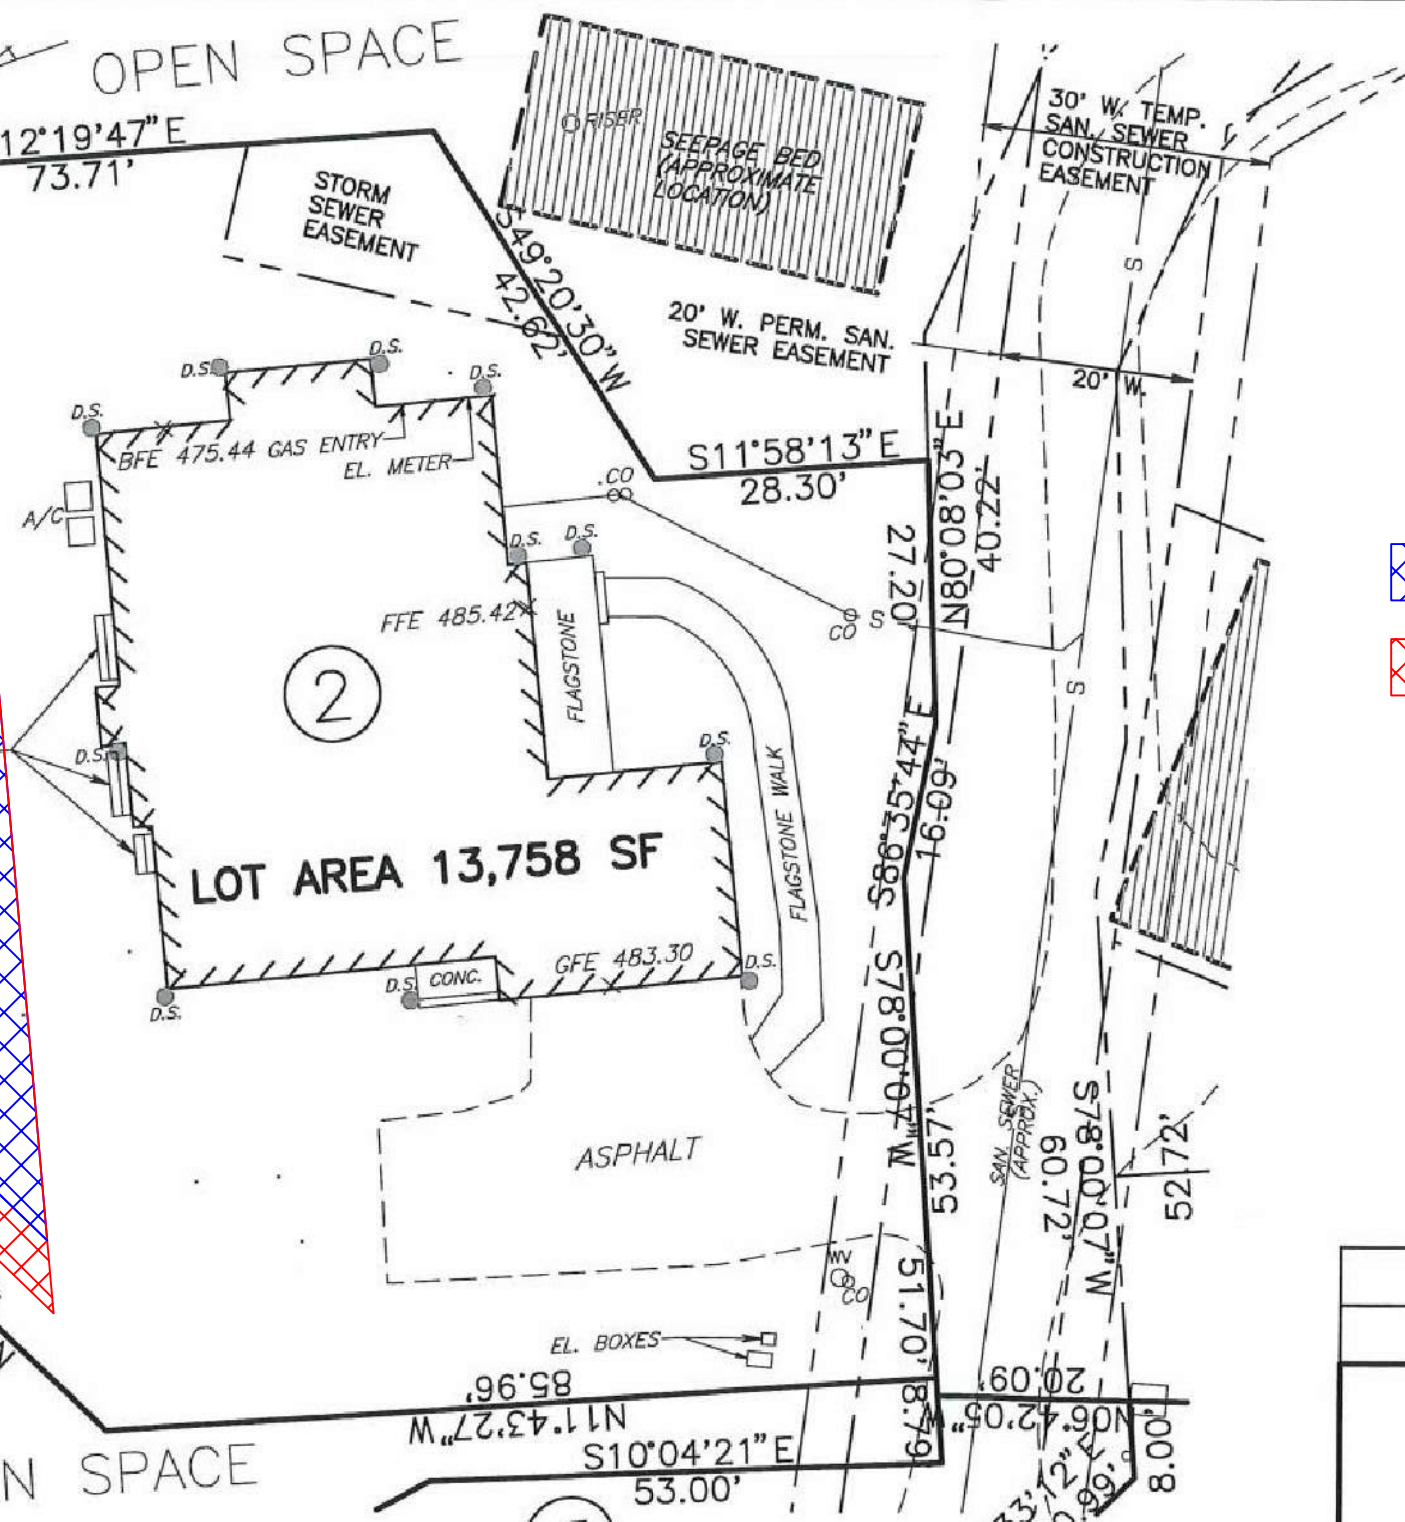 OPEN SPACE
12°19'47" E
73.71'
STORM
SEWER
EASEMENT
RISER
SEEPAGE BED
(APPROXIMATE
LOCATION)
30' W. TEMP.
SAN. SEWER
CONSTRUCTION
EASEMENT
S49°20'30" W
42.62'
20' W. PERM. SAN.
SEWER EASEMENT
20' W.
S
D.S.
D.S.
D.S.
D.S.
BFE 475.44
GAS ENTRY
EL. METER
A/C
S11°58'13" E
28.30'
N80°08'03" E
40.22'
27.20'
.CO
D.S.
D.S.
FFE 485.42
FLAGSTONE
CO
S
S
2
D.S.
D.S.
FLAGSTONE WALK
S86°35'44" E
16.09'
LOT AREA 13,758 SF
GFE 483.30
CONC.
D.S.
D.S.
D.S.
S78°00'07" W
53.57'
SAN. SEWER
(APPROX.)
S78°00'07" W
60.72'
52.72'
ASPHALT
WV
CO
51.70'
EL. BOXES
85.96'
N11°43'27" W
8.79'
20.09'
N06°42'05" W
8.00'
S10°04'21" E
53.00'
33'12" E
.99'
N SPACE